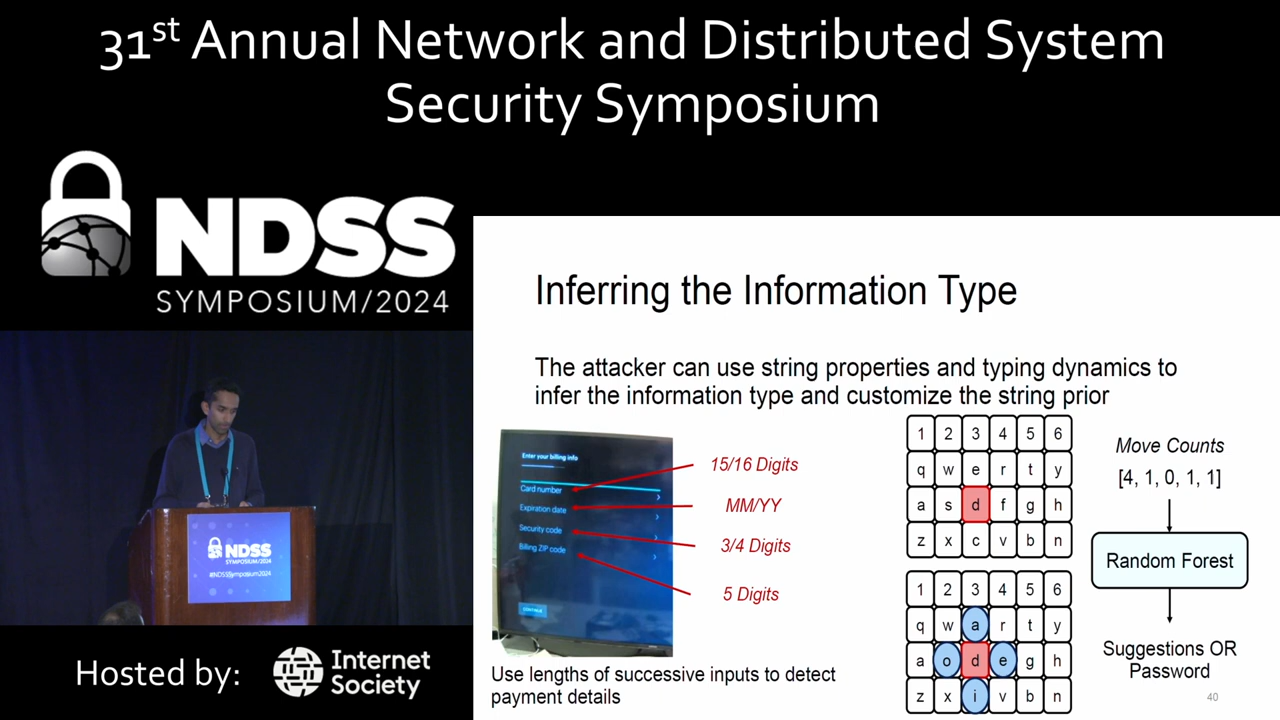 31st Annual Network and Distributed System
Security Symposium
NDSS
SYMPOSIUM/2024
Inferring the Information Type
The attacker can use string properties and typing dynamics to
infer the information type and customize the string prior
Enter your billing info
Card number
Expiration date
Security code
Billing ZIP code
CONTINUE
15/16 Digits
MM/YY
3/4 Digits
5 Digits
Use lengths of successive inputs to detect
payment details
1 2 3 4 5 6
q w e r t y
a s d f g h
z x c v b n
1 2 3 4 5 6
q w a r t y
a o d e g h
z x i v b n
Move Counts
[4, 1, 0, 1, 1]
Random Forest
Suggestions OR
Password
40
NDSS
SYMPOSIUM/2024
#NDSSSymposium2024
Hosted by:
Internet
Society